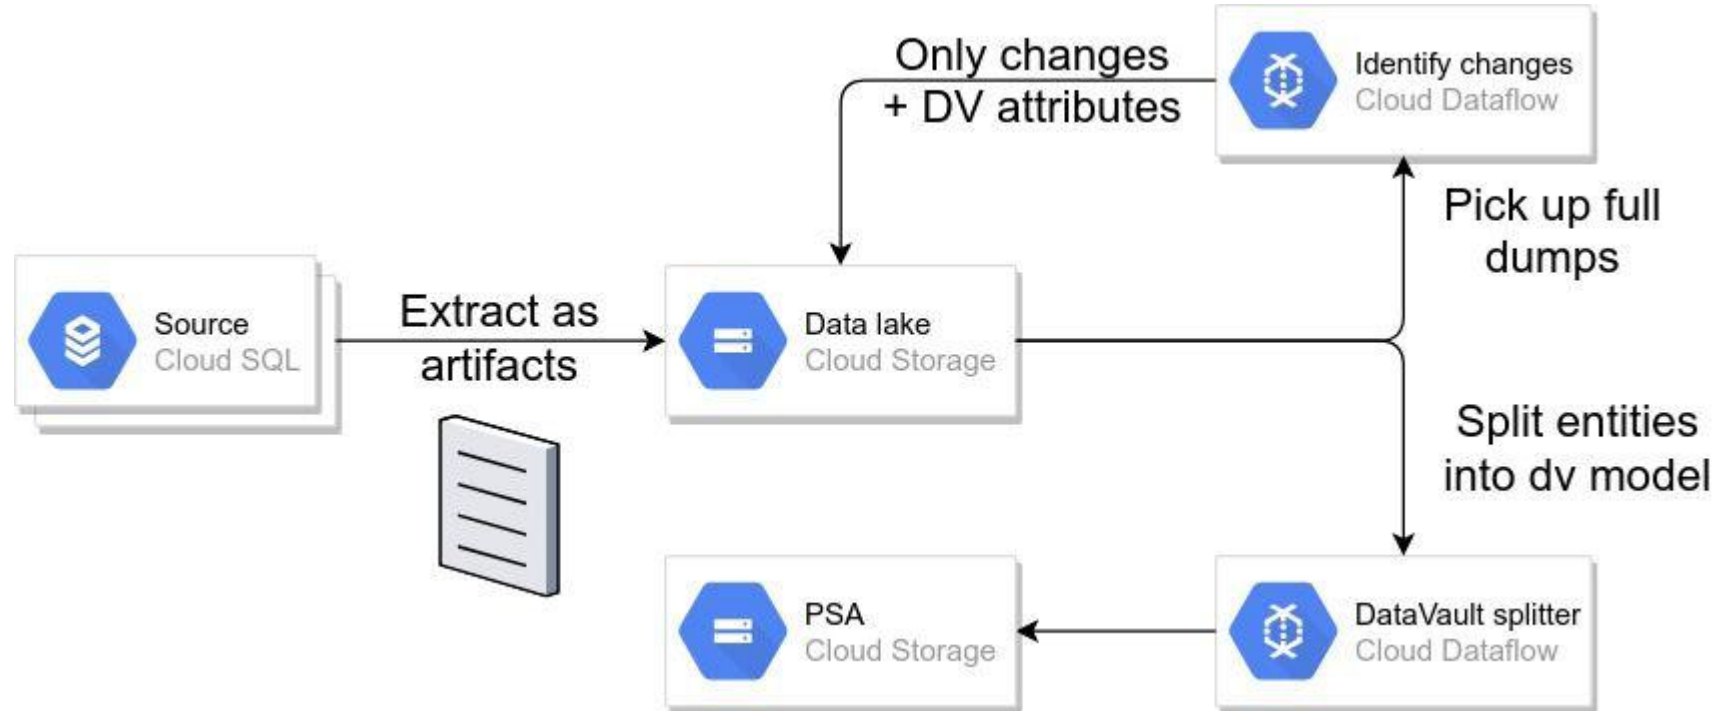 Only changes
+ DV attributes
Identify changes
Cloud Dataflow
Pick up full
dumps
Source
Cloud SQL
Extract as
artifacts
Data lake
Cloud Storage
Split entities
into dv model
PSA
Cloud Storage
DataVault splitter
Cloud Dataflow